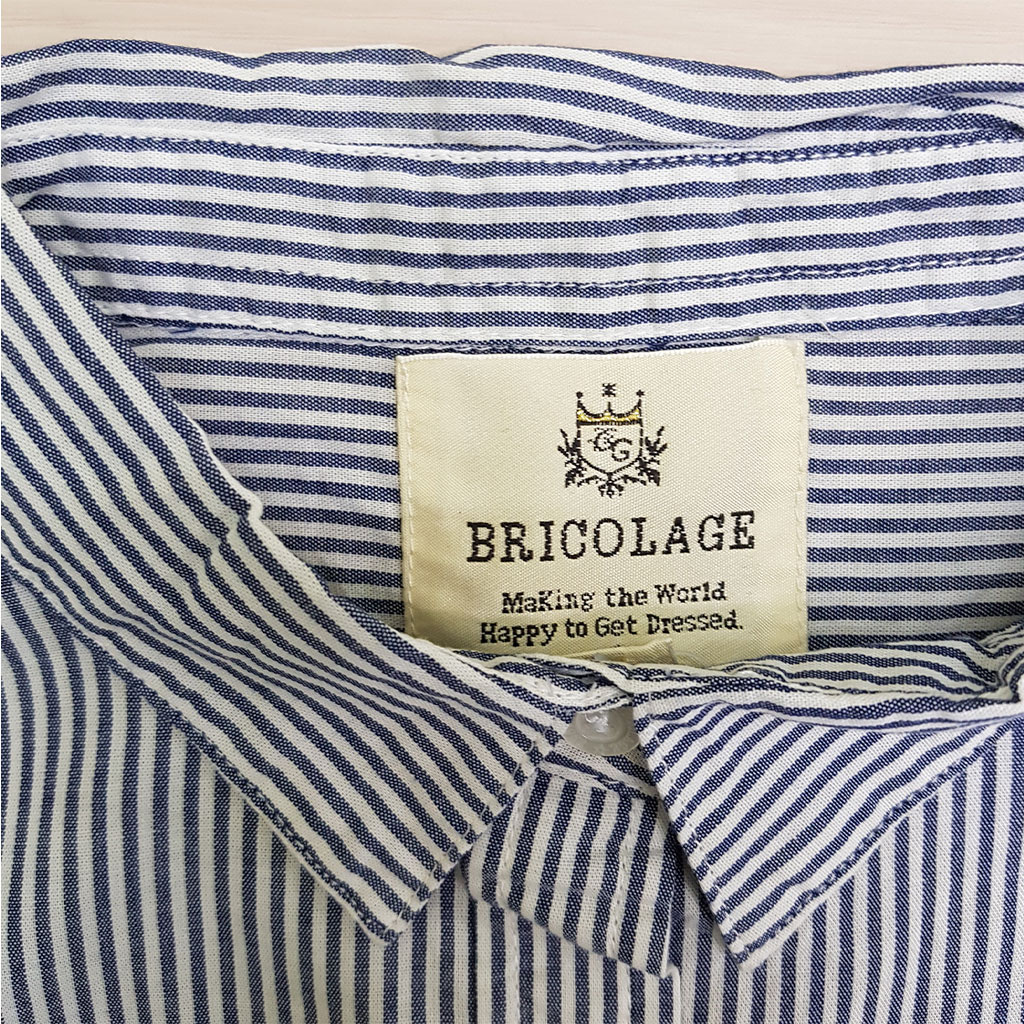 GG
BRICOLAGE
Making the World
Happy to Get Dressed.